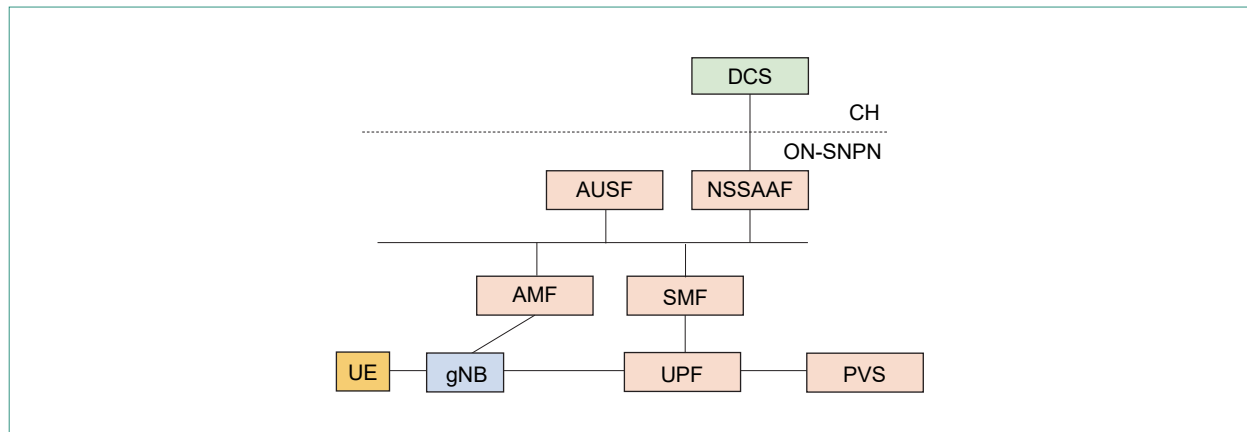 DCS
CH
ON-SNPN
AUSF
NSSAAF
AMF
SMF
UE
gNB
UPF
PVS